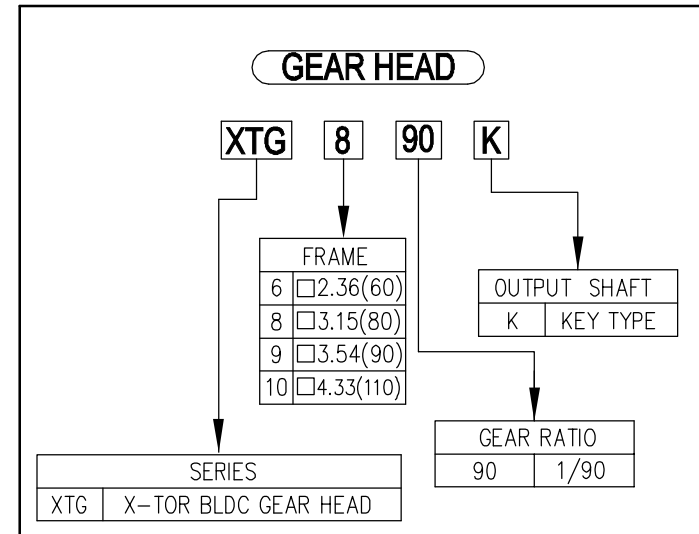 GEAR HEAD
XTG 8 90 K
FRAME
6 □2.36(60)
8 □3.15(80)
9 □3.54(90)
10 □4.33(110)
OUTPUT SHAFT
K KEY TYPE
GEAR RATIO
90 1/90
SERIES
XTG X-TOR BLDC GEAR HEAD